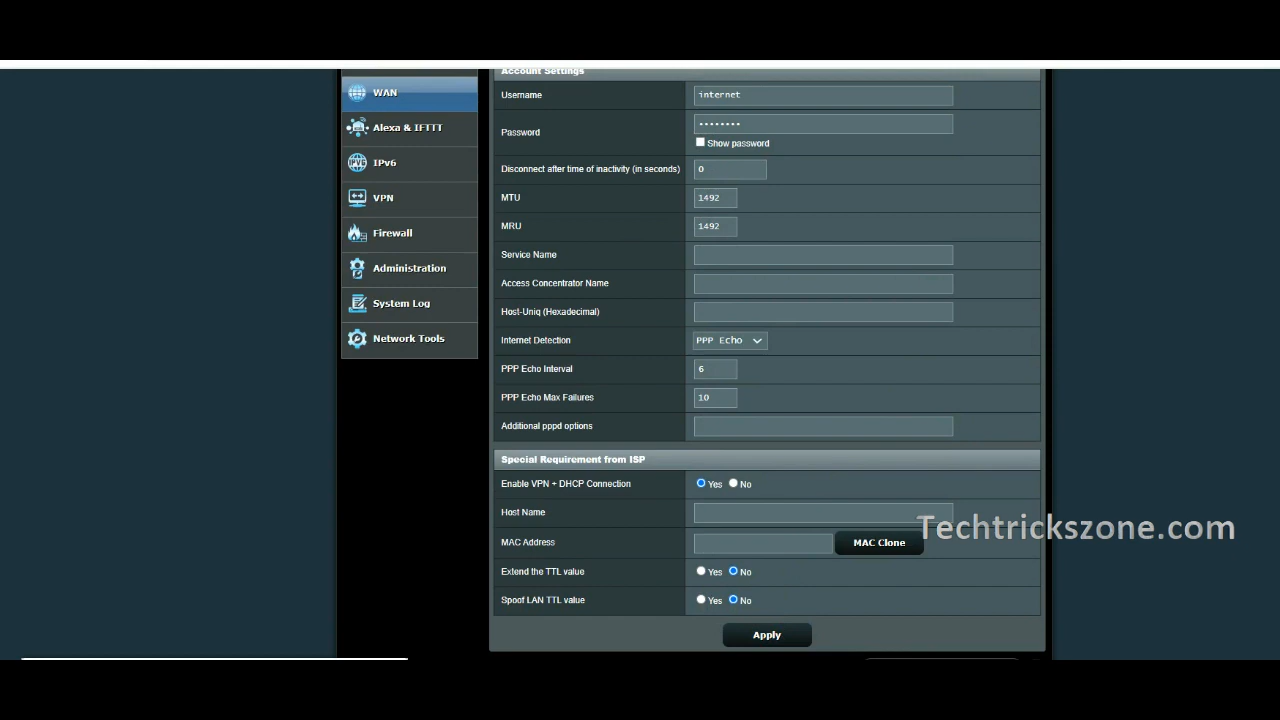 Account Settings
WAN
Username internet
Alexa & IFTTT
Password ••••••••
Show password
IPv6
Disconnect after time of inactivity (in seconds) 0
VPN
MTU 1492
Firewall
MRU 1492
Service Name
Administration
Access Concentrator Name
System Log
Host-Uniq (Hexadecimal)
Network Tools
Internet Detection PPP Echo
PPP Echo Interval 6
PPP Echo Max Failures 10
Additional pppd options
Special Requirement from ISP
Enable VPN + DHCP Connection Yes No
Host Name
Techtrickszone.com
MAC Address MAC Clone
Extend the TTL value Yes No
Spoof LAN TTL value Yes No
Apply